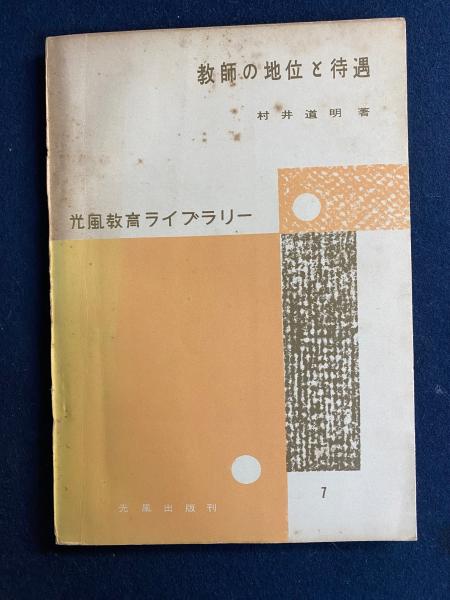 教師の地位と待遇
村井道明著
光風教育ライブラリー
7
光風出版刊